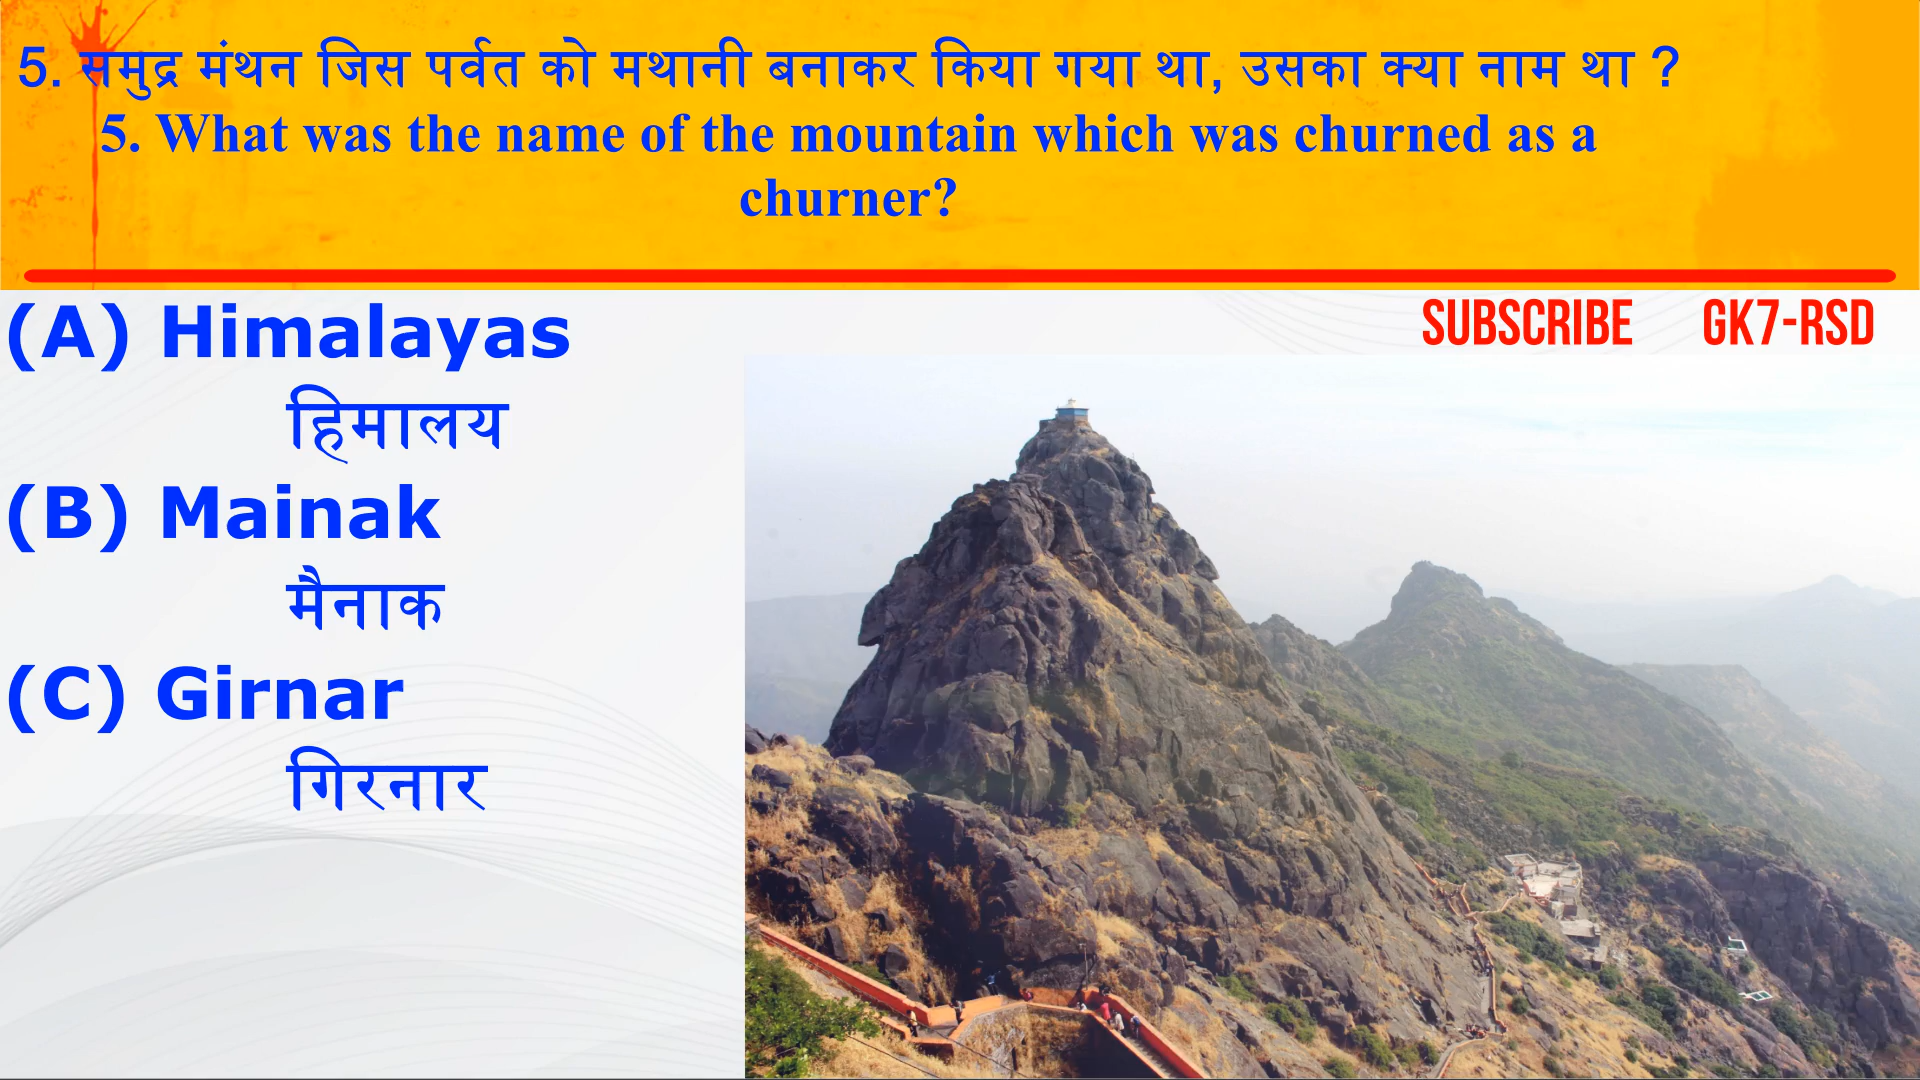 5. समुद्र मंथन जिस पर्वत को मथानी बनाकर किया गया था, उसका क्या नाम था ?
5. What was the name of the mountain which was churned as a
churner?
SUBSCRIBE GK7-RSD
(A) Himalayas
हिमालय
(B) Mainak
मैनाक
(C) Girnar
गिरनार